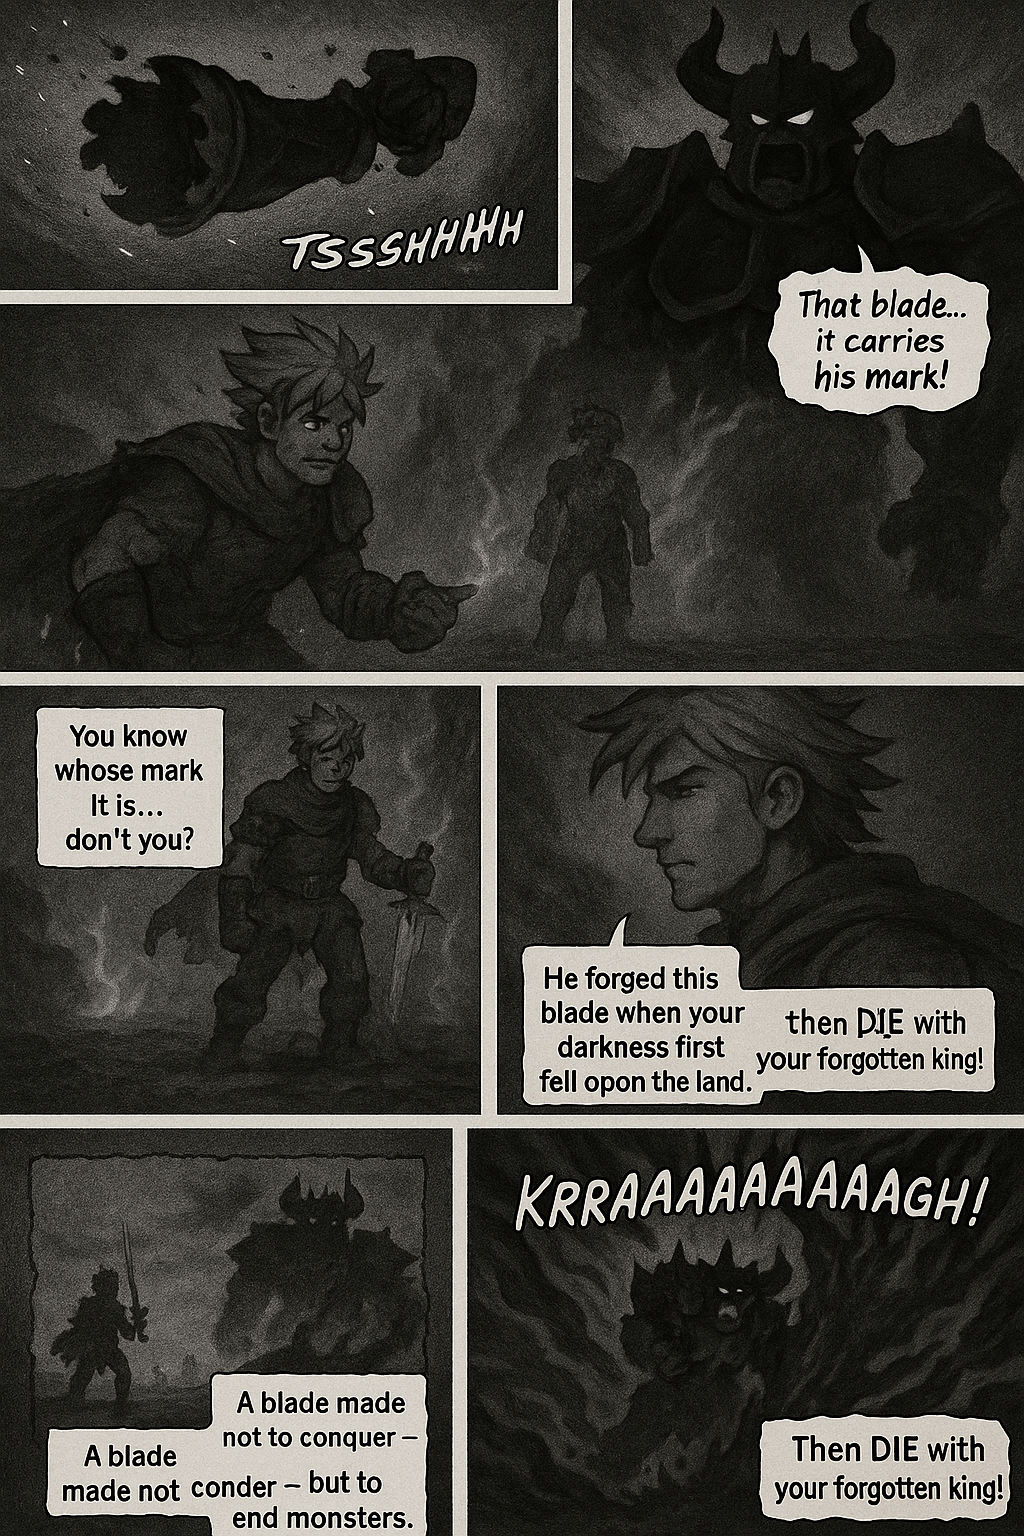 TSSSHHHHH
That blade...
it carries
his mark!
You know
whose mark
It is...
don't you?
He forged this
blade when your
darkness first
fell opon the land.
then DIE with
your forgotten king!
A blade made
not to conquer –
A blade
made not conder – but to
end monsters.
KRRAAAAAAAAAAGH!
Then DIE with
your forgotten king!